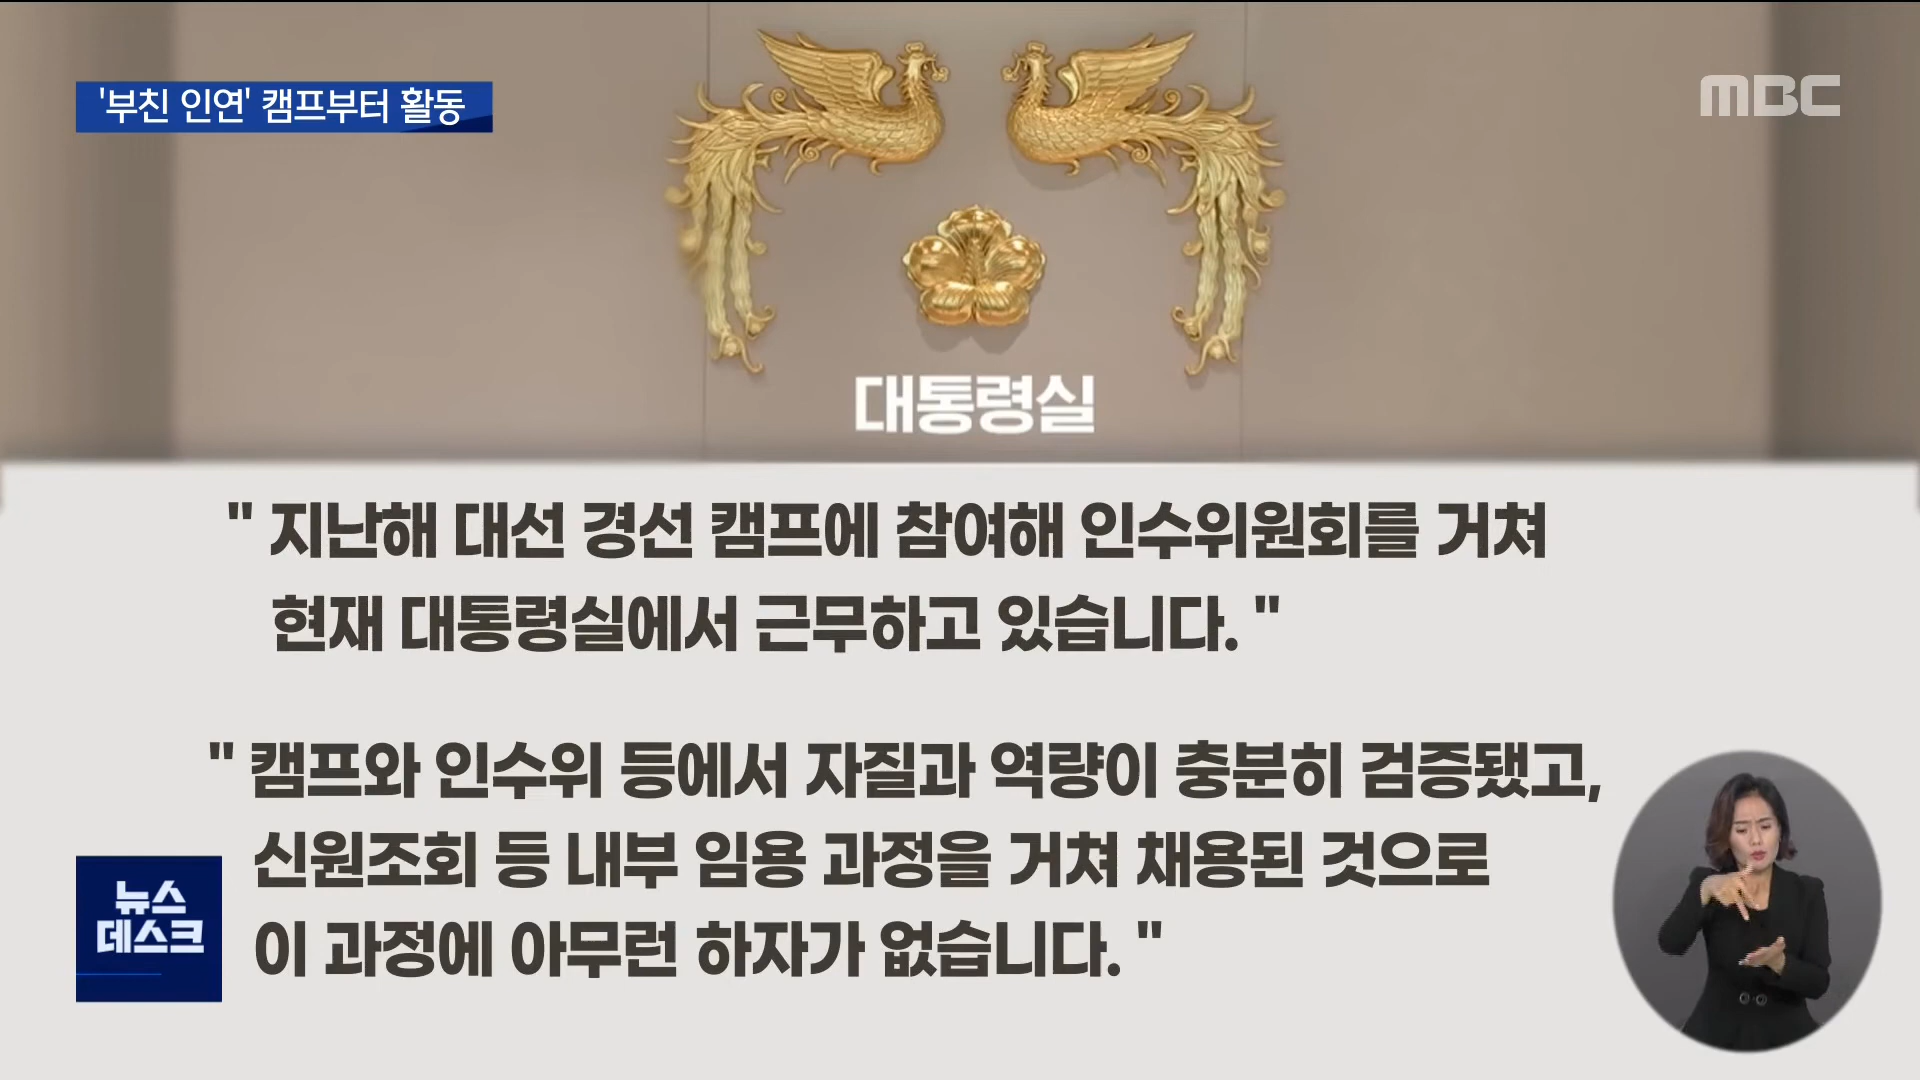 '부친 인연' 캠프부터 활동
MBC
대통령실
" 지난해 대선 경선 캠프에 참여해 인수위원회를 거쳐
현재 대통령실에서 근무하고 있습니다. "
" 캠프와 인수위 등에서 자질과 역량이 충분히 검증됐고,
신원조회 등 내부 임용 과정을 거쳐 채용된 것으로
이 과정에 아무런 하자가 없습니다. "
뉴스
데스크